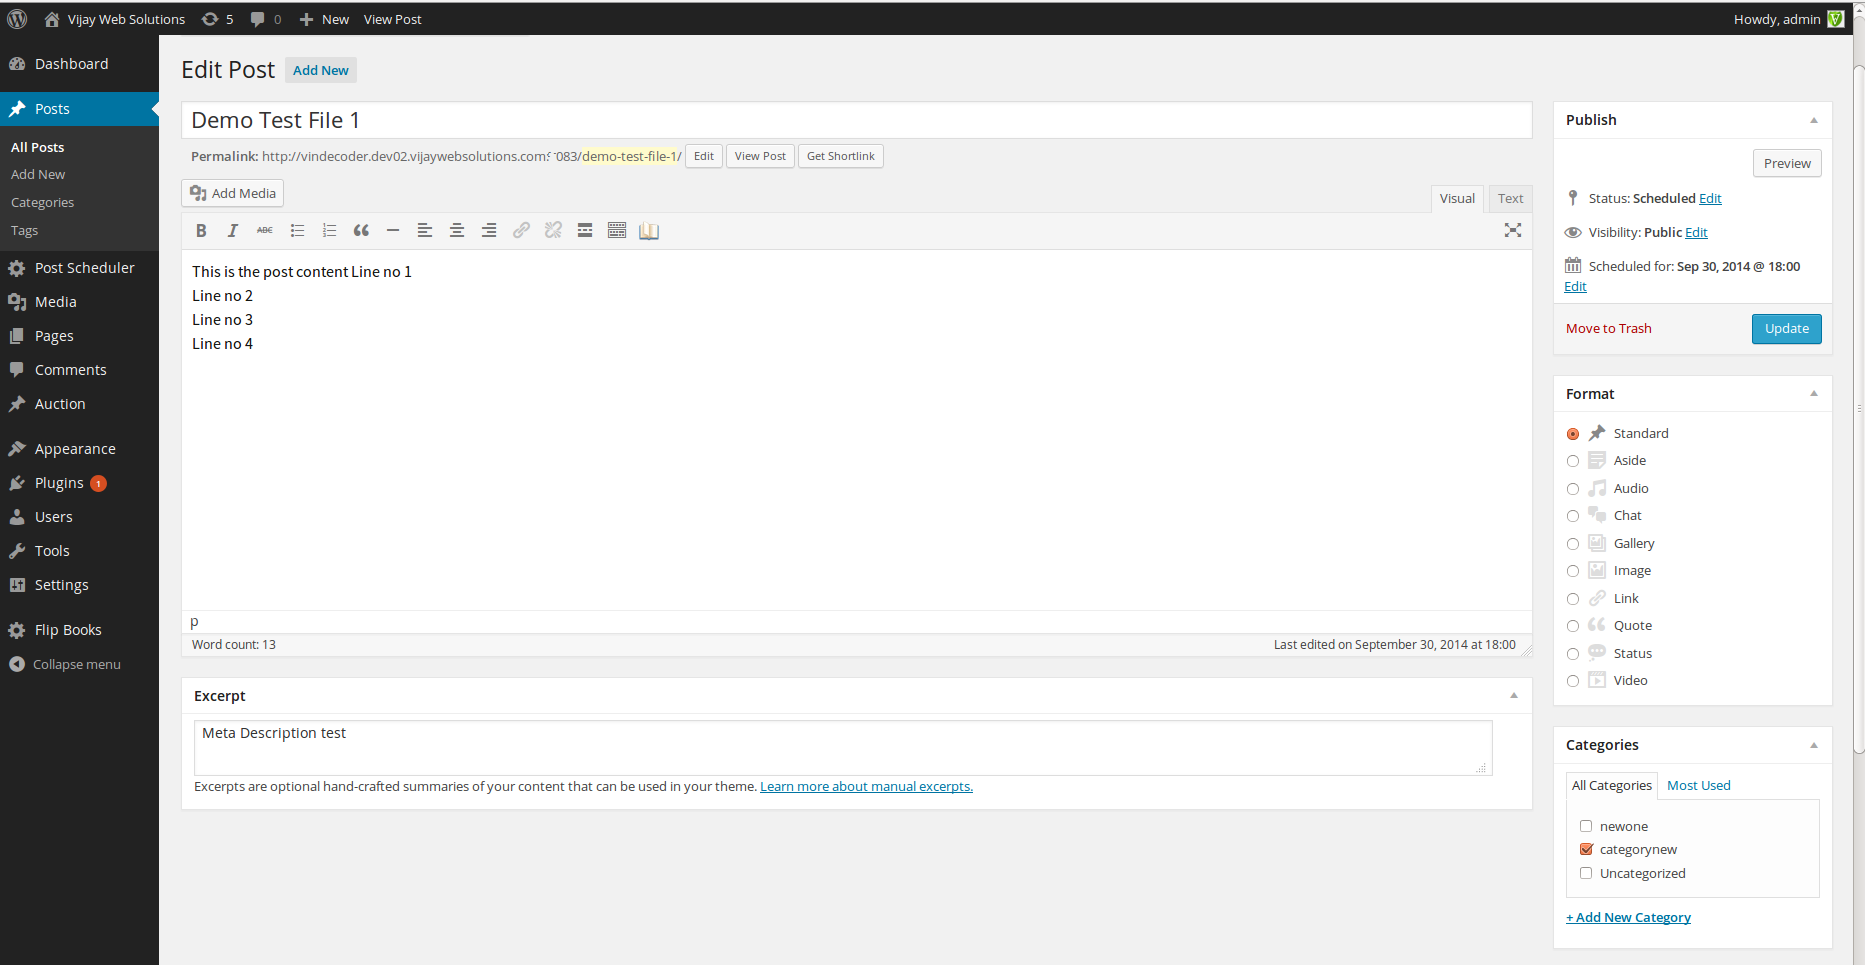 Vijay Web Solutions 5 0 New View Post Howdy, admin
Dashboard
Posts
All Posts
Add New
Categories
Tags
Post Scheduler
Media
Pages
Comments
Auction
Appearance
Plugins 1
Users
Tools
Settings
Flip Books
Collapse menu
Edit Post Add New
Demo Test File 1
Permalink: /demo-test-file-1/ Edit View Post Get Shortlink
Add Media
Visual Text
B I ABC
This is the post content Line no 1
Line no 2
Line no 3
Line no 4
p
Word count: 13 Last edited on September 30, 2014 at 18:00
Excerpt
Meta Description test
Excerpts are optional hand-crafted summaries of your content that can be used in your theme. Learn more about manual excerpts.
Publish
Preview
Status: Scheduled Edit
Visibility: Public Edit
Scheduled for: Sep 30, 2014 @ 18:00
Edit
Move to Trash Update
Format
Standard
Aside
Audio
Chat
Gallery
Image
Link
Quote
Status
Video
Categories
All Categories Most Used
newone
categorynew
Uncategorized
+ Add New Category